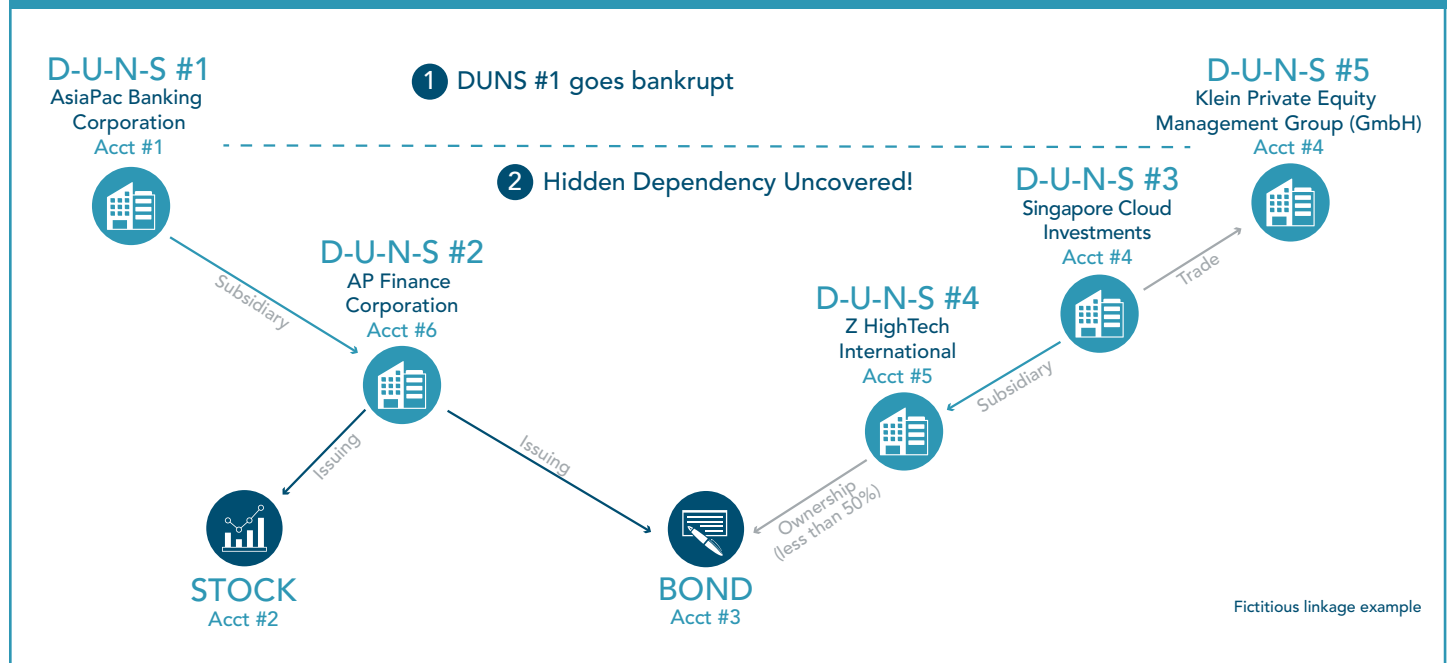 D-U-N-S #1
AsiaPac Banking
Corporation
Acct #1
1 DUNS #1 goes bankrupt
2 Hidden Dependency Uncovered!
D-U-N-S #5
Klein Private Equity
Management Group (GmbH)
Acct #4
D-U-N-S #3
Singapore Cloud
Investments
Acct #4
Trade
Subsidiary
D-U-N-S #2
AP Finance
Corporation
Acct #6
D-U-N-S #4
Z HighTech
International
Acct #5
Subsidiary
Issuing
Issuing
Ownership
(less than 50%)
STOCK
Acct #2
BOND
Acct #3
Fictitious linkage example